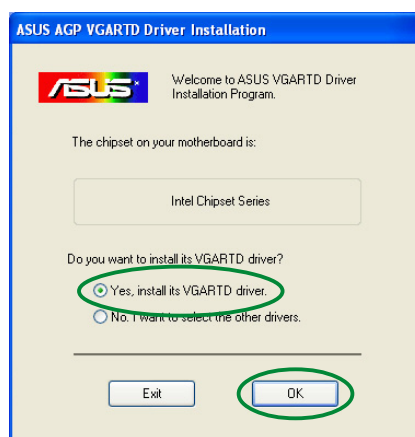 ASUS AGP VGARTD Driver Installation
ASUS
Welcome to ASUS VGARTD Driver
Installation Program.
The chipset on your motherboard is:
Intel Chipset Series
Do you want to install its VGARTD driver?
Yes, install its VGARTD driver.
No. I want to select the other drivers.
Exit
OK